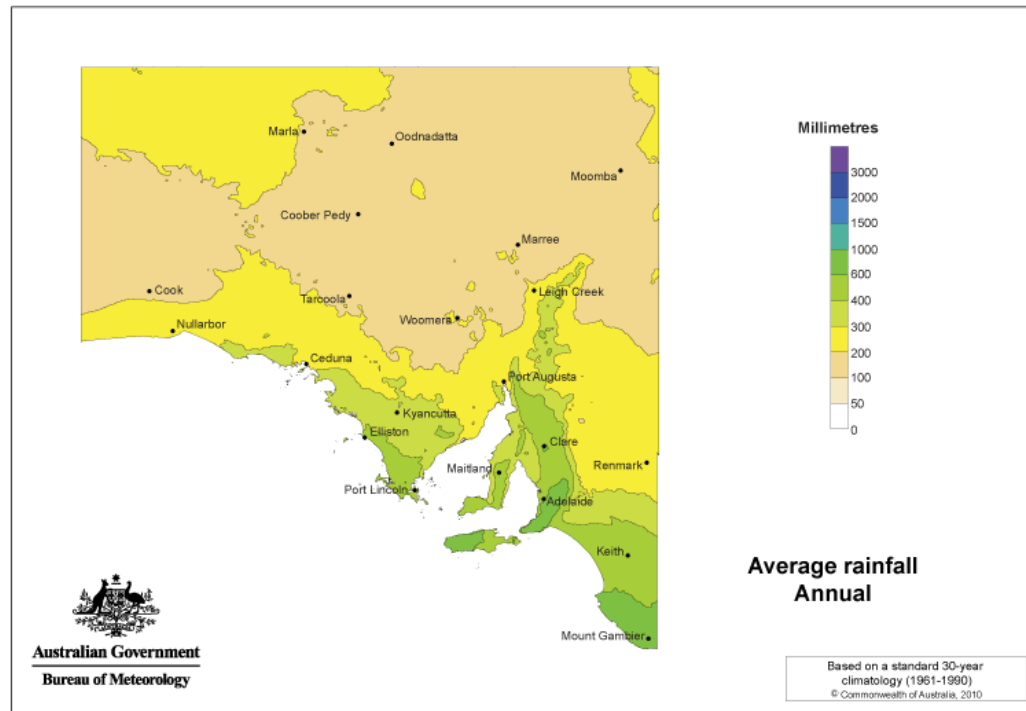 Marla
Oodnadatta
Moomba
Coober Pedy
Marree
Cook
Tarcoola
Leigh Creek
Woomera
Nullarbor
Ceduna
Port Augusta
Kyancutta
Elliston
Clare
Maitland
Renmark
Port Lincoln
Adelaide
Keith
Mount Gambier
Millimetres
3000
2000
1500
1000
600
400
300
200
100
50
0
Average rainfall
Annual
Australian Government
Bureau of Meteorology
Based on a standard 30-year
climatology (1961-1990)
© Commonwealth of Australia, 2010